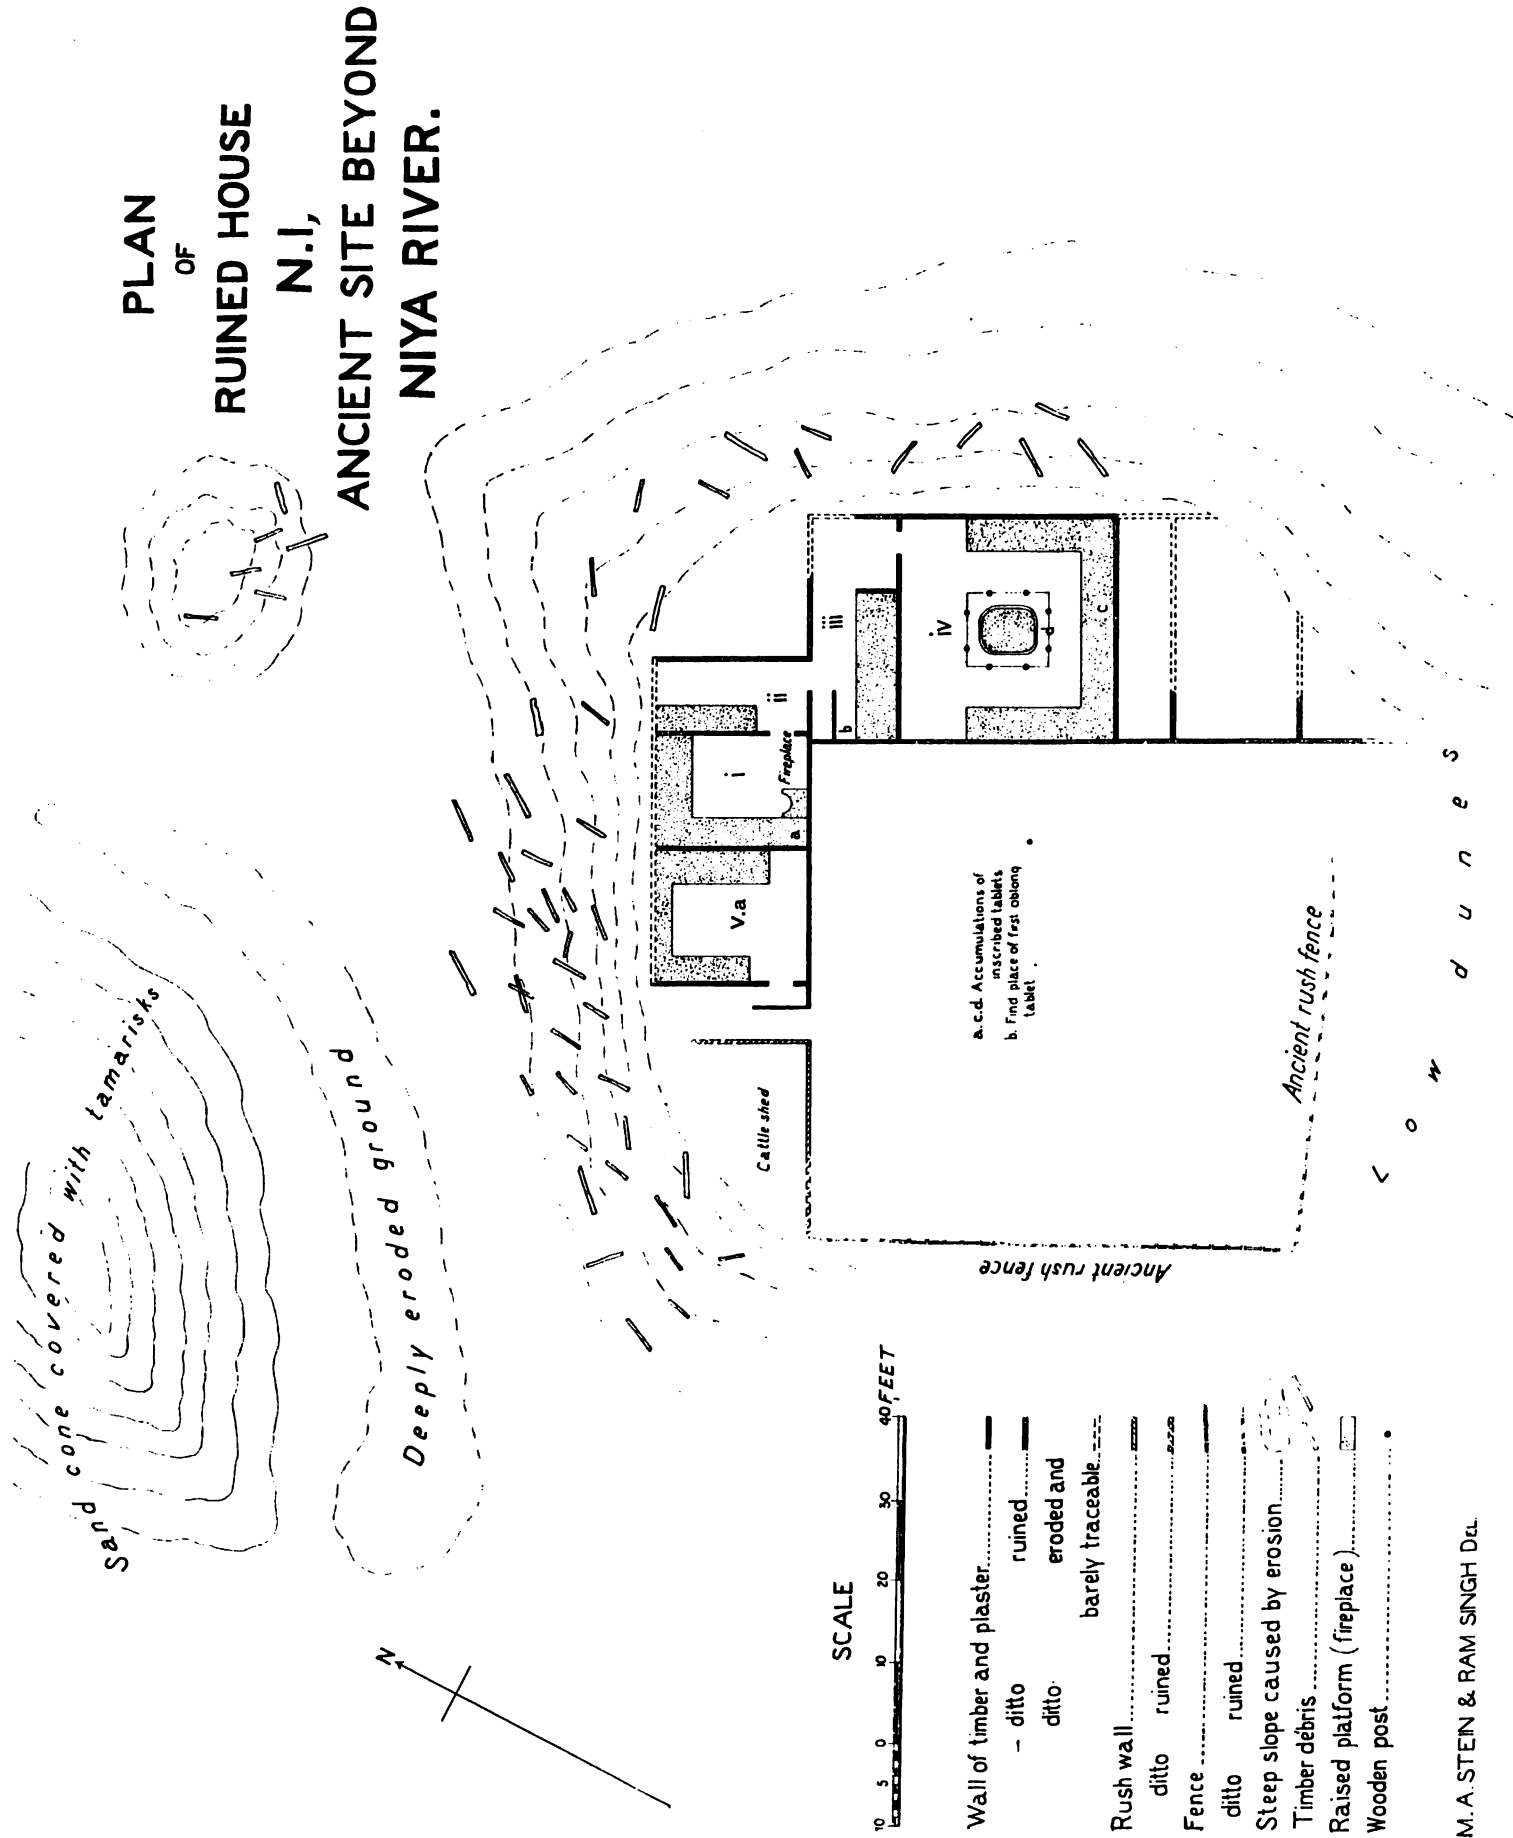 PLAN
OF
RUINED HOUSE
N.I,
ANCIENT SITE BEYOND
NIYA RIVER.
Sand cone covered with tamarisks
Deeply eroded ground
N
Cattle shed
V.a
i
a
Fireplace
ii
iii
b
iv
d
c
a.c.d. Accumulations of
inscribed tablets
b. Find place of first oblong
tablet.
Ancient rush fence
Ancient rush fence
Low dunes
SCALE
10 5 0 10 20 30 40 FEET
Wall of timber and plaster
– ditto ruined
ditto eroded and
barely traceable
Rush wall
ditto ruined
Fence
ditto ruined
Steep slope caused by erosion
Timber débris
Raised platform (fireplace)
Wooden post
M. A. STEIN & RAM SINGH DEL.